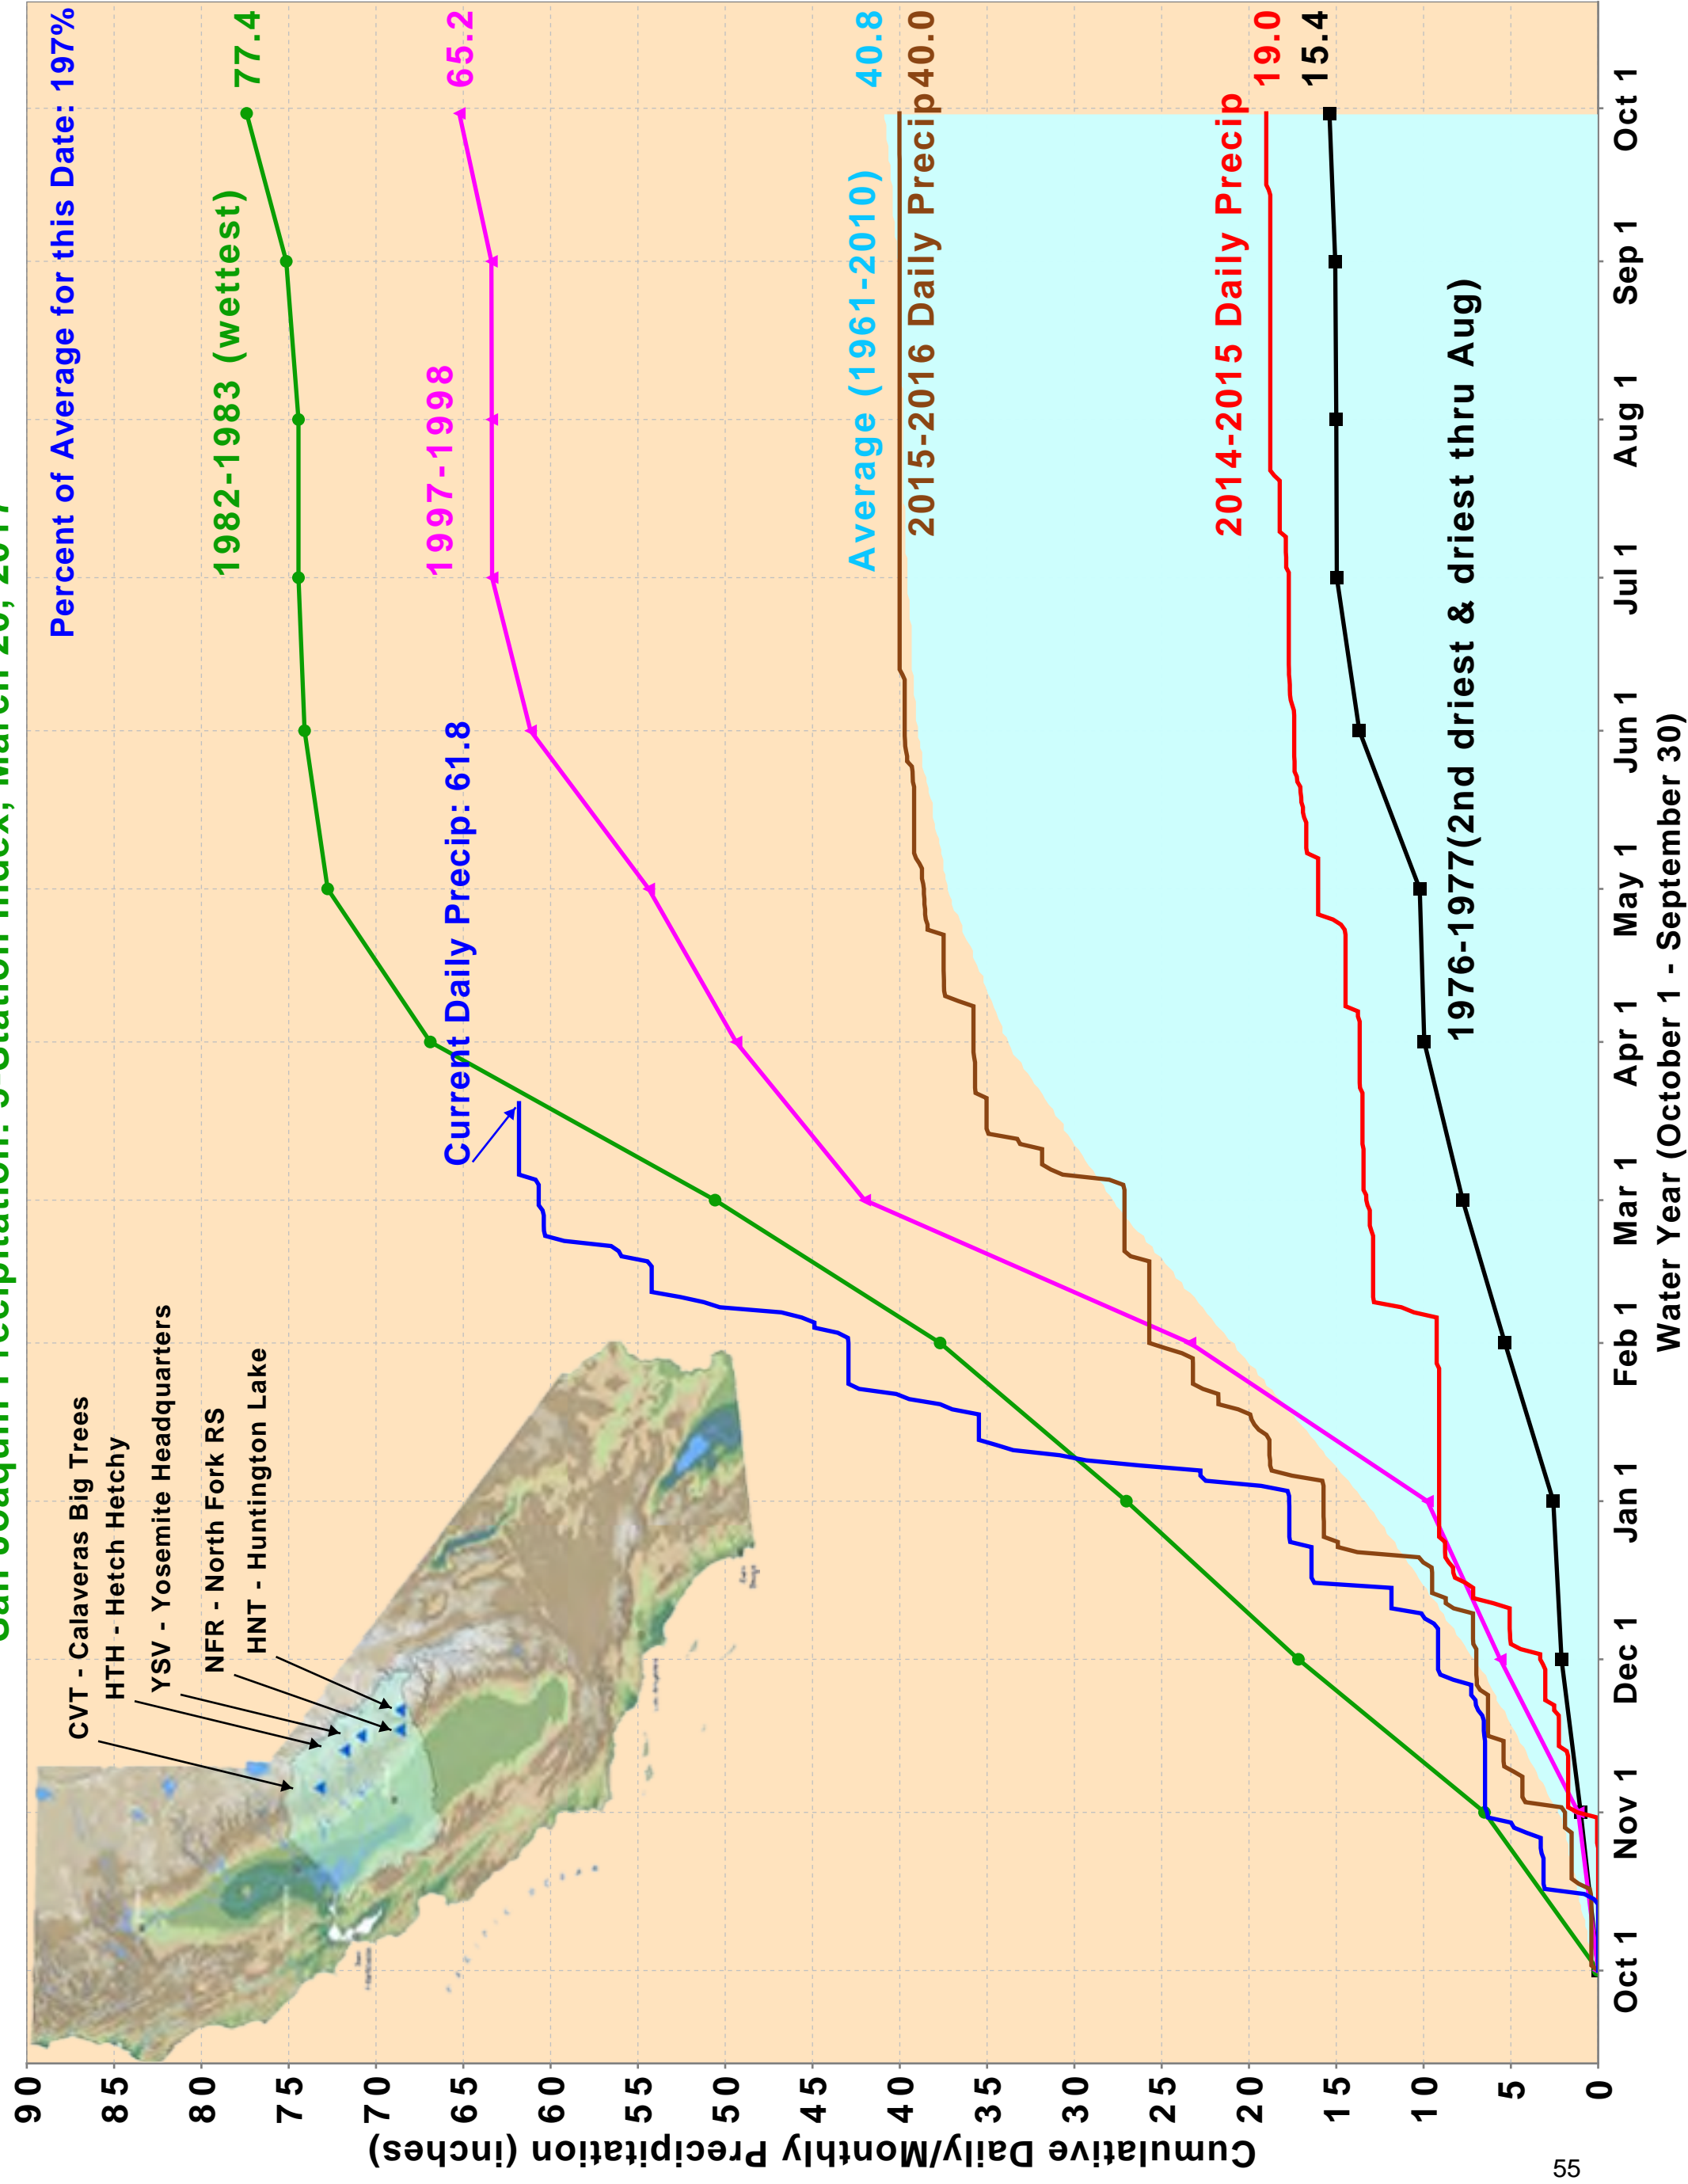 San Joaquin Precipitation: 5-Station Index, March 20, 2017
Percent of Average for this Date: 197%
CVT - Calaveras Big Trees
HTH - Hetch Hetchy
YSV - Yosemite Headquarters
NFR - North Fork RS
HNT - Huntington Lake
1982-1983 (wettest)
77.4
1997-1998
65.2
Current Daily Precip: 61.8
Average (1961-2010)
40.8
2015-2016 Daily Precip
40.0
2014-2015 Daily Precip
19.0
15.4
1976-1977(2nd driest & driest thru Aug)
Cumulative Daily/Monthly Precipitation (inches)
90
85
80
75
70
65
60
55
50
45
40
35
30
25
20
15
10
5
0
Oct 1
Nov 1
Dec 1
Jan 1
Feb 1
Mar 1
Apr 1
May 1
Jun 1
Jul 1
Aug 1
Sep 1
Oct 1
Water Year (October 1 - September 30)
55